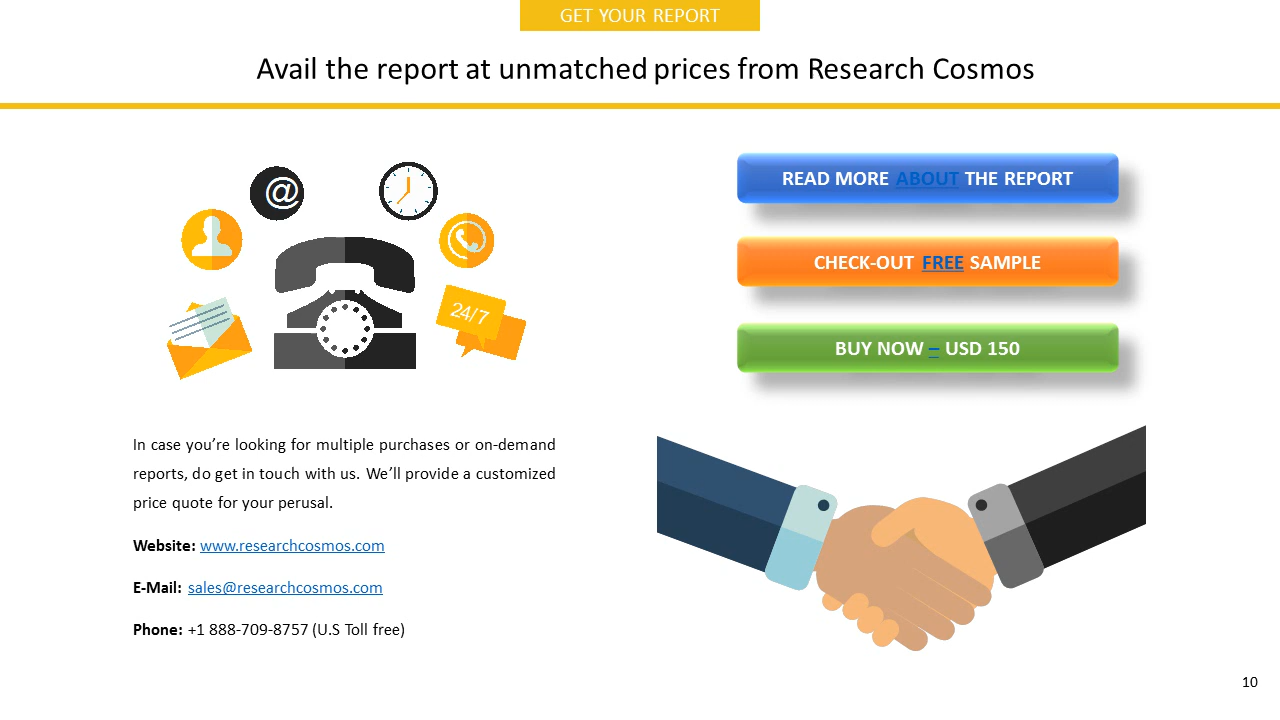 GET YOUR REPORT
Avail the report at unmatched prices from Research Cosmos
@
24/7
READ MORE ABOUT THE REPORT
CHECK-OUT FREE SAMPLE
BUY NOW – USD 150
In case you’re looking for multiple purchases or on-demand
reports, do get in touch with us. We’ll provide a customized
price quote for your perusal.
Website: www.researchcosmos.com
E-Mail: sales@researchcosmos.com
Phone: +1 888-709-8757 (U.S Toll free)
10